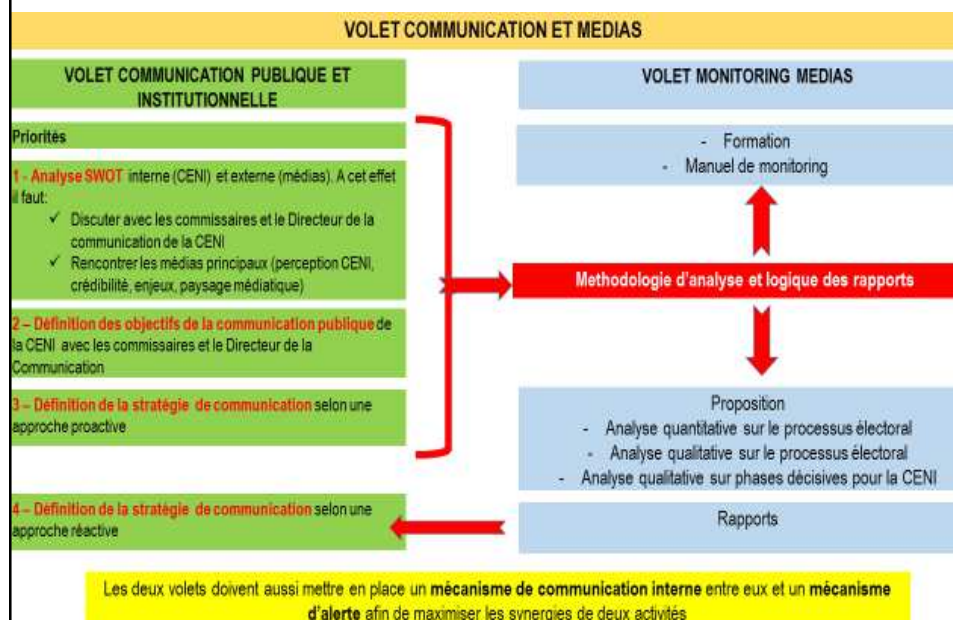 VOLET COMMUNICATION ET MEDIAS
VOLET COMMUNICATION PUBLIQUE ET
INSTITUTIONNELLE
Priorités
1 - Analyse SWOT interne (CENI) et externe (médias). A cet effet
il faut:
✓ Discuter avec les commissaires et le Directeur de la
communication de la CENI
✓ Rencontrer les médias principaux (perception CENI,
crédibilité, enjeux, paysage médiatique)
2 – Définition des objectifs de la communication publique de
la CENI avec les commissaires et le Directeur de la
Communication
3 – Définition de la stratégie de communication selon une
approche proactive
4 – Définition de la stratégie de communication selon une
approche réactive
VOLET MONITORING MEDIAS
- Formation
- Manuel de monitoring
Methodologie d'analyse et logique des rapports
Proposition
- Analyse quantitative sur le processus électoral
- Analyse qualitative sur le processus électoral
- Analyse qualitative sur phases décisives pour la CENI
Rapports
Les deux volets doivent aussi mettre en place un mécanisme de communication interne entre eux et un mécanisme
d'alerte afin de maximiser les synergies de deux activités